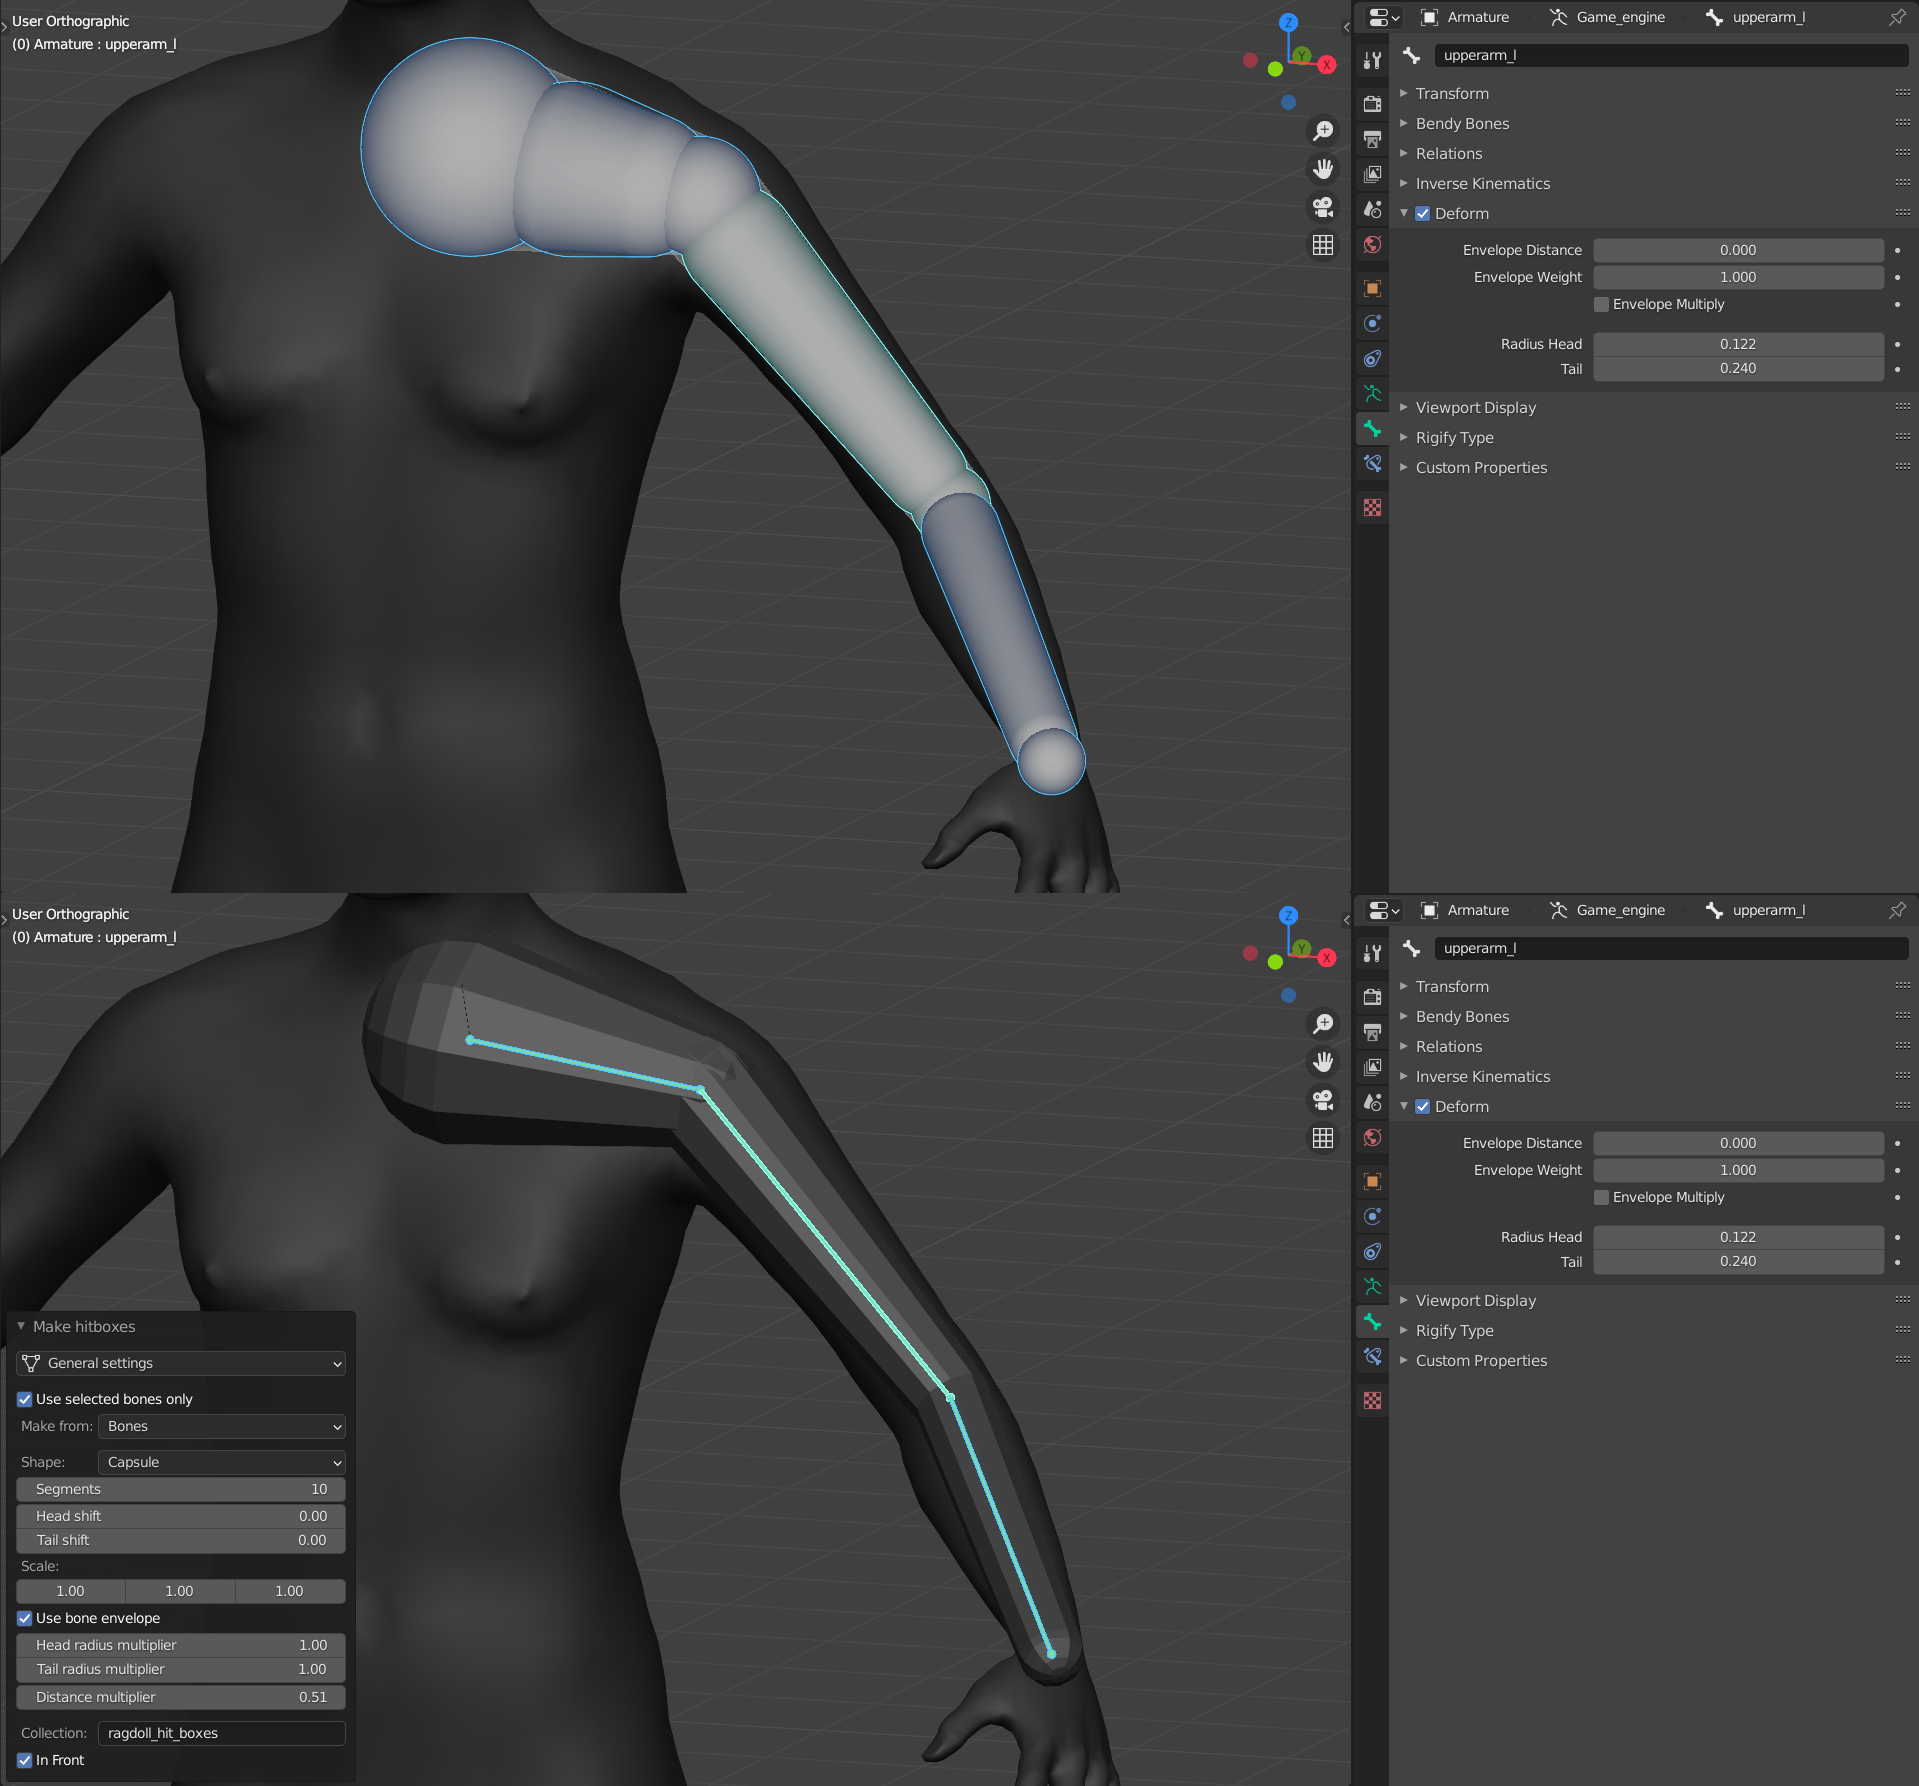 User Orthographic
(0) Armature : upperarm_l
Z
Y
X
Armature
Game_engine
upperarm_l
upperarm_l
Transform
Bendy Bones
Relations
Inverse Kinematics
Deform
Envelope Distance 0.000
Envelope Weight 1.000
Envelope Multiply
Radius Head 0.122
Tail 0.240
Viewport Display
Rigify Type
Custom Properties
User Orthographic
(0) Armature : upperarm_l
Z
Y
X
Make hitboxes
General settings
Use selected bones only
Make from: Bones
Shape: Capsule
Segments 10
Head shift 0.00
Tail shift 0.00
Scale:
1.00 1.00 1.00
Use bone envelope
Head radius multiplier 1.00
Tail radius multiplier 1.00
Distance multiplier 0.51
Collection: ragdoll_hit_boxes
In Front
Armature
Game_engine
upperarm_l
upperarm_l
Transform
Bendy Bones
Relations
Inverse Kinematics
Deform
Envelope Distance 0.000
Envelope Weight 1.000
Envelope Multiply
Radius Head 0.122
Tail 0.240
Viewport Display
Rigify Type
Custom Properties